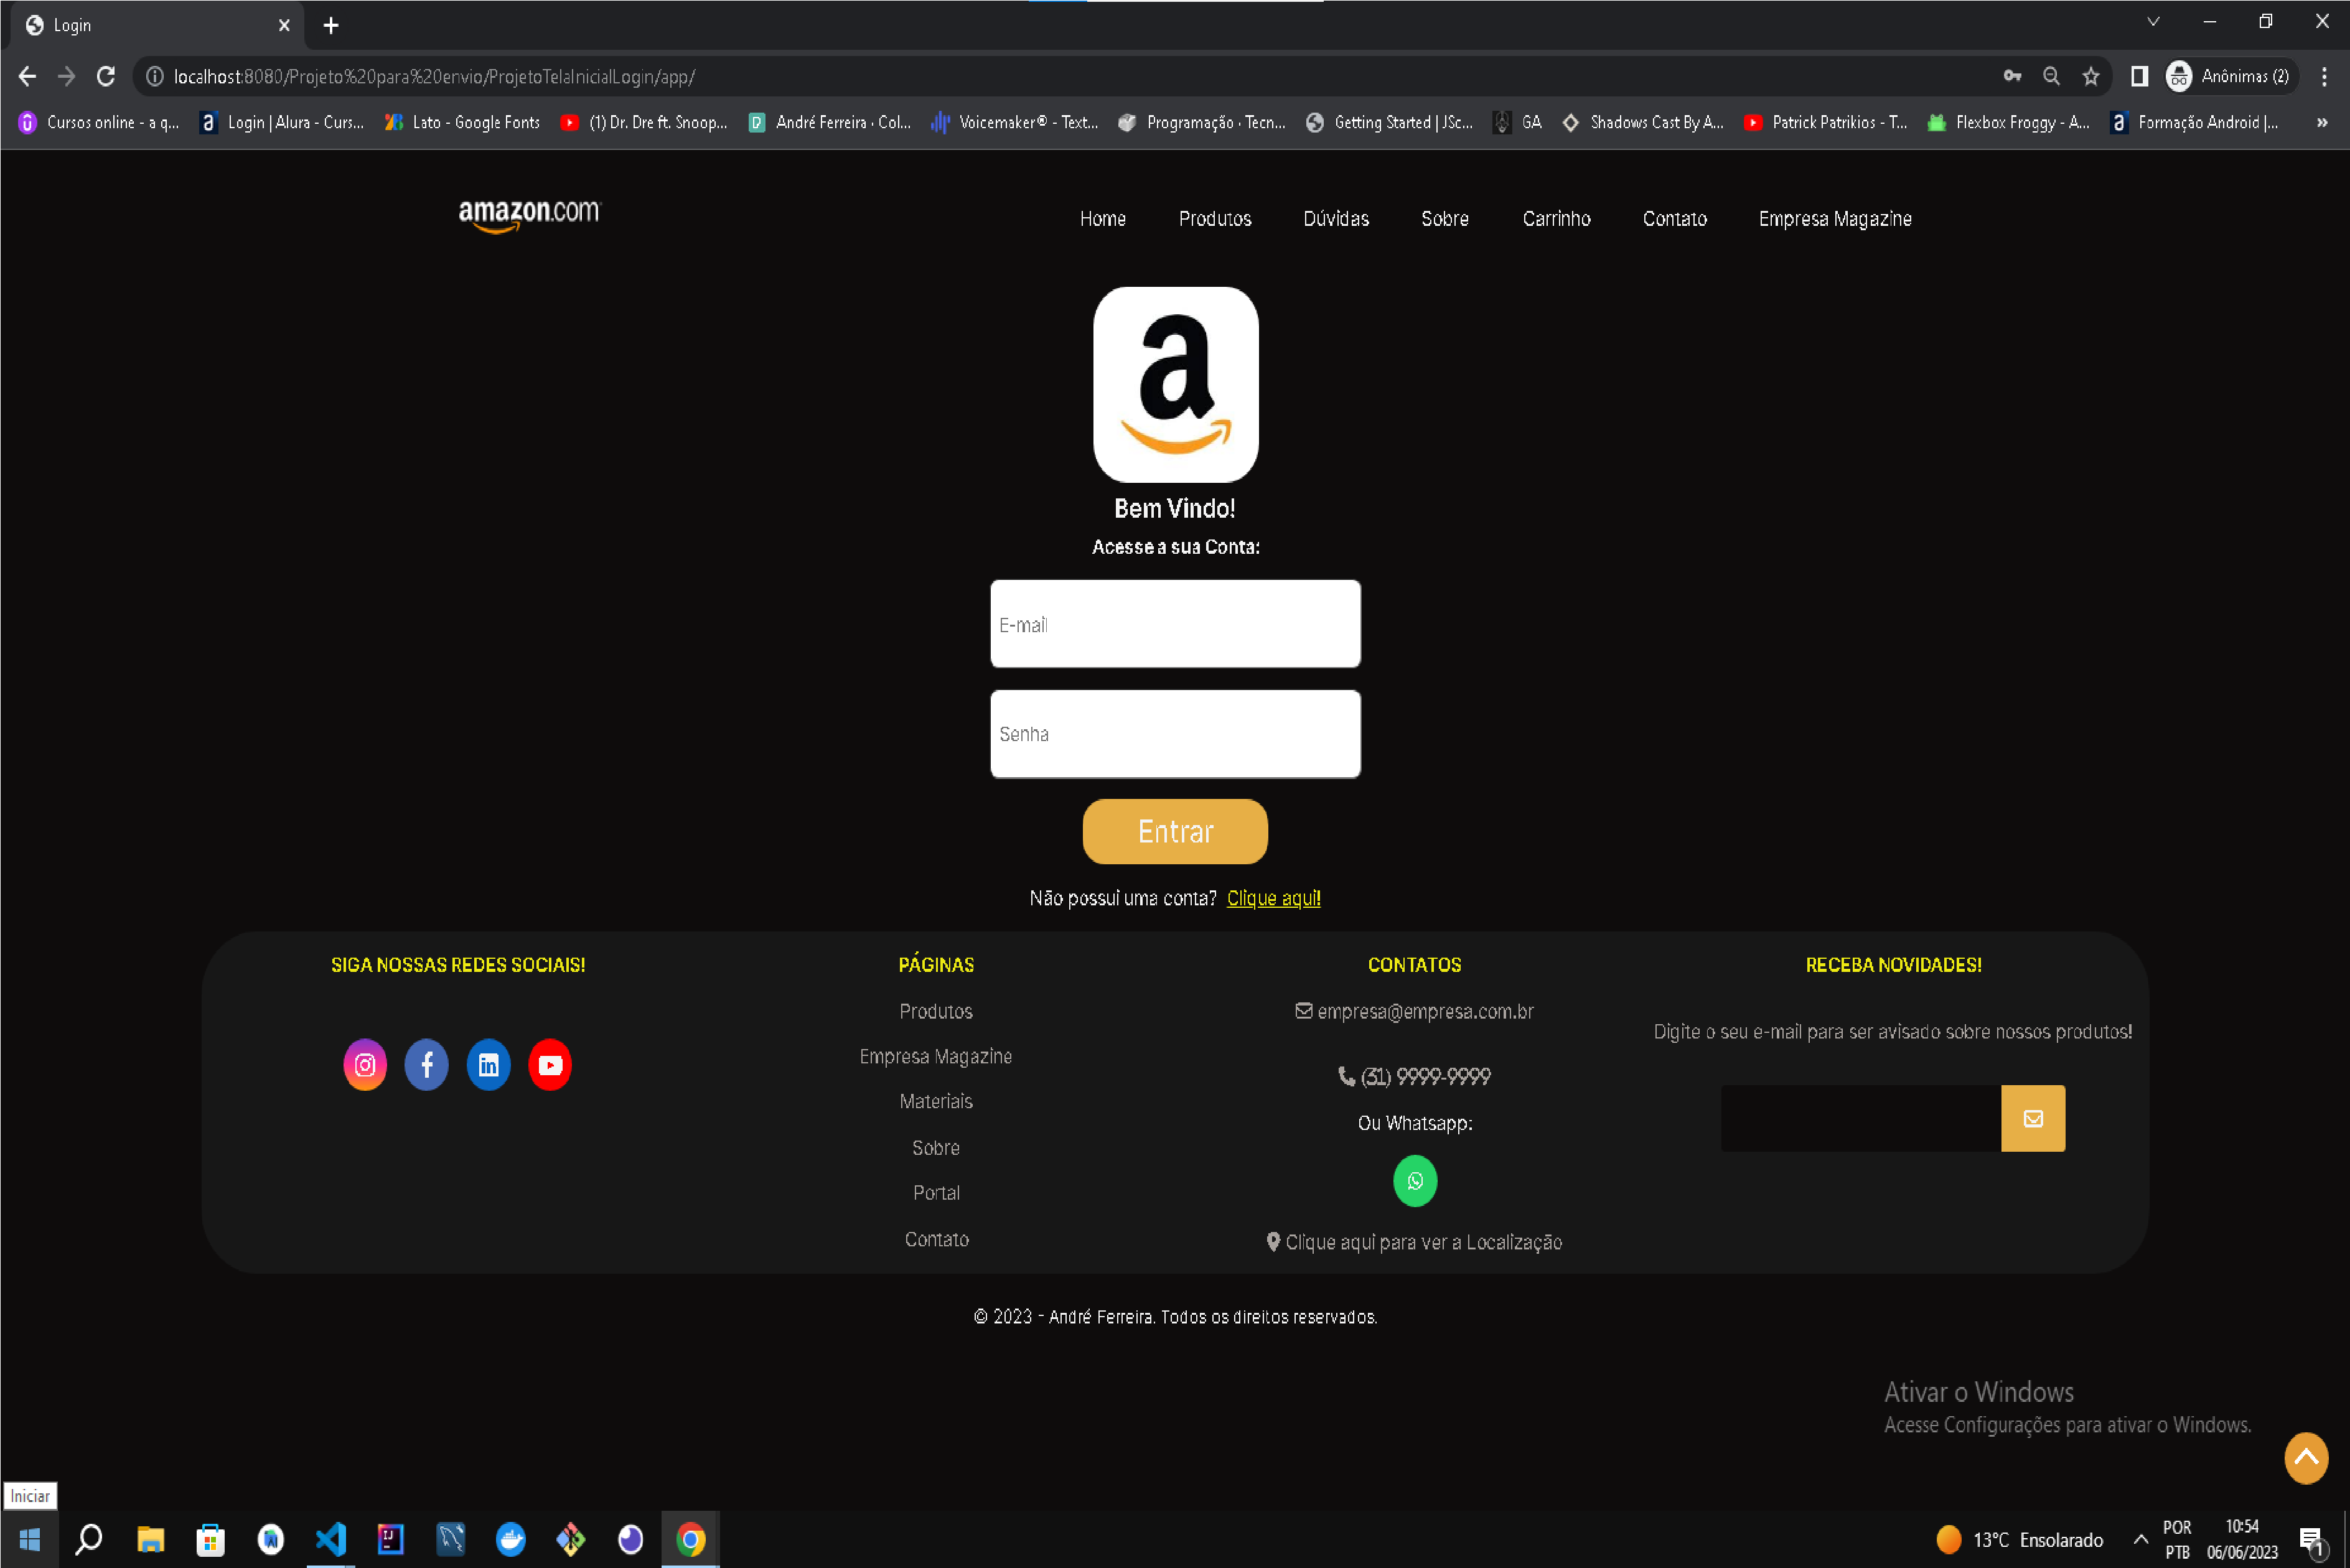 Login
localhost:8080/Projeto%20para%20envio/ProjetoTelaInicialLogin/app/
Anônimas (2)
Cursos online - a q...
Login | Alura - Curs...
Lato - Google Fonts
(1) Dr. Dre ft. Snoop...
André Ferreira · Col...
Voicemaker® - Text...
Programação · Tecn...
Getting Started | JSc...
GA
Shadows Cast By A...
Patrick Patrikios - T...
Flexbox Froggy - A...
Formação Android |...
»
amazon.com
Home
Produtos
Dúvidas
Sobre
Carrinho
Contato
Empresa Magazine
a
Bem Vindo!
Acesse a sua Conta:
E-mail
Senha
Entrar
Não possui uma conta? Clique aqui!
SIGA NOSSAS REDES SOCIAIS!
PÁGINAS
Produtos
Empresa Magazine
Materiais
Sobre
Portal
Contato
CONTATOS
empresa@empresa.com.br
(31) 9999-9999
Ou Whatsapp:
Clique aqui para ver a Localização
RECEBA NOVIDADES!
Digite o seu e-mail para ser avisado sobre nossos produtos!
© 2023 - André Ferreira. Todos os direitos reservados.
Ativar o Windows
Acesse Configurações para ativar o Windows.
Iniciar
13°C Ensolarado
POR
PTB
10:54
06/06/2023
1